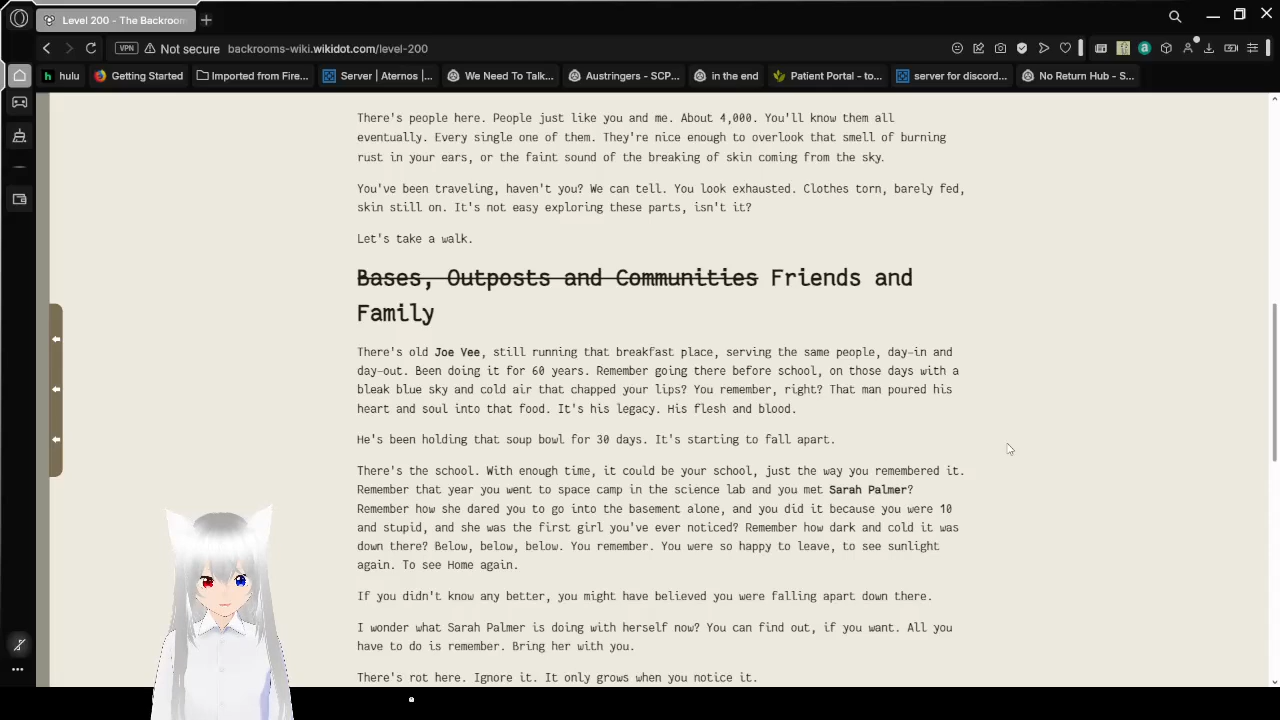 Level 200 - The Backroom
VPN
Not secure
backrooms-wiki.wikidot.com/level-200
hulu
Getting Started
Imported from Fire...
Server | Aternos |...
We Need To Talk...
Austringers - SCP...
in the end
Patient Portal - to...
server for discord...
No Return Hub - S...
There's people here. People just like you and me. About 4,000. You'll know them all
eventually. Every single one of them. They're nice enough to overlook that smell of burning
rust in your ears, or the faint sound of the breaking of skin coming from the sky.
You've been traveling, haven't you? We can tell. You look exhausted. Clothes torn, barely fed,
skin still on. It's not easy exploring these parts, isn't it?
Let's take a walk.
Bases, Outposts and Communities Friends and
Family
There's old Joe Vee, still running that breakfast place, serving the same people, day-in and
day-out. Been doing it for 60 years. Remember going there before school, on those days with a
bleak blue sky and cold air that chapped your lips? You remember, right? That man poured his
heart and soul into that food. It's his legacy. His flesh and blood.
He's been holding that soup bowl for 30 days. It's starting to fall apart.
There's the school. With enough time, it could be your school, just the way you remembered it.
Remember that year you went to space camp in the science lab and you met Sarah Palmer?
Remember how she dared you to go into the basement alone, and you did it because you were 10
and stupid, and she was the first girl you've ever noticed? Remember how dark and cold it was
down there? Below, below, below. You remember. You were so happy to leave, to see sunlight
again. To see Home again.
If you didn't know any better, you might have believed you were falling apart down there.
I wonder what Sarah Palmer is doing with herself now? You can find out, if you want. All you
have to do is remember. Bring her with you.
There's rot here. Ignore it. It only grows when you notice it.